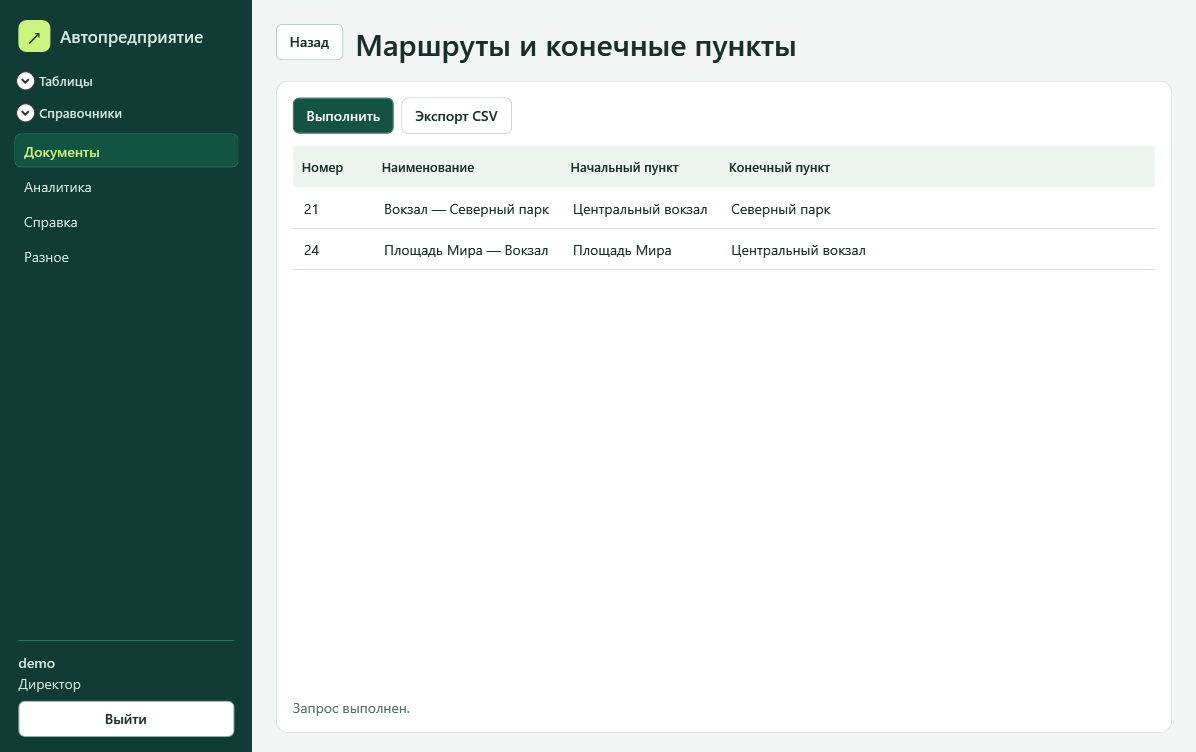 Автопредприятие
Таблицы
Справочники
Документы
Аналитика
Справка
Разное
demo
Директор
Выйти
Назад
Маршруты и конечные пункты
Выполнить
Экспорт CSV
Номер Наименование Начальный пункт Конечный пункт
21 Вокзал — Северный парк Центральный вокзал Северный парк
24 Площадь Мира — Вокзал Площадь Мира Центральный вокзал
Запрос выполнен.